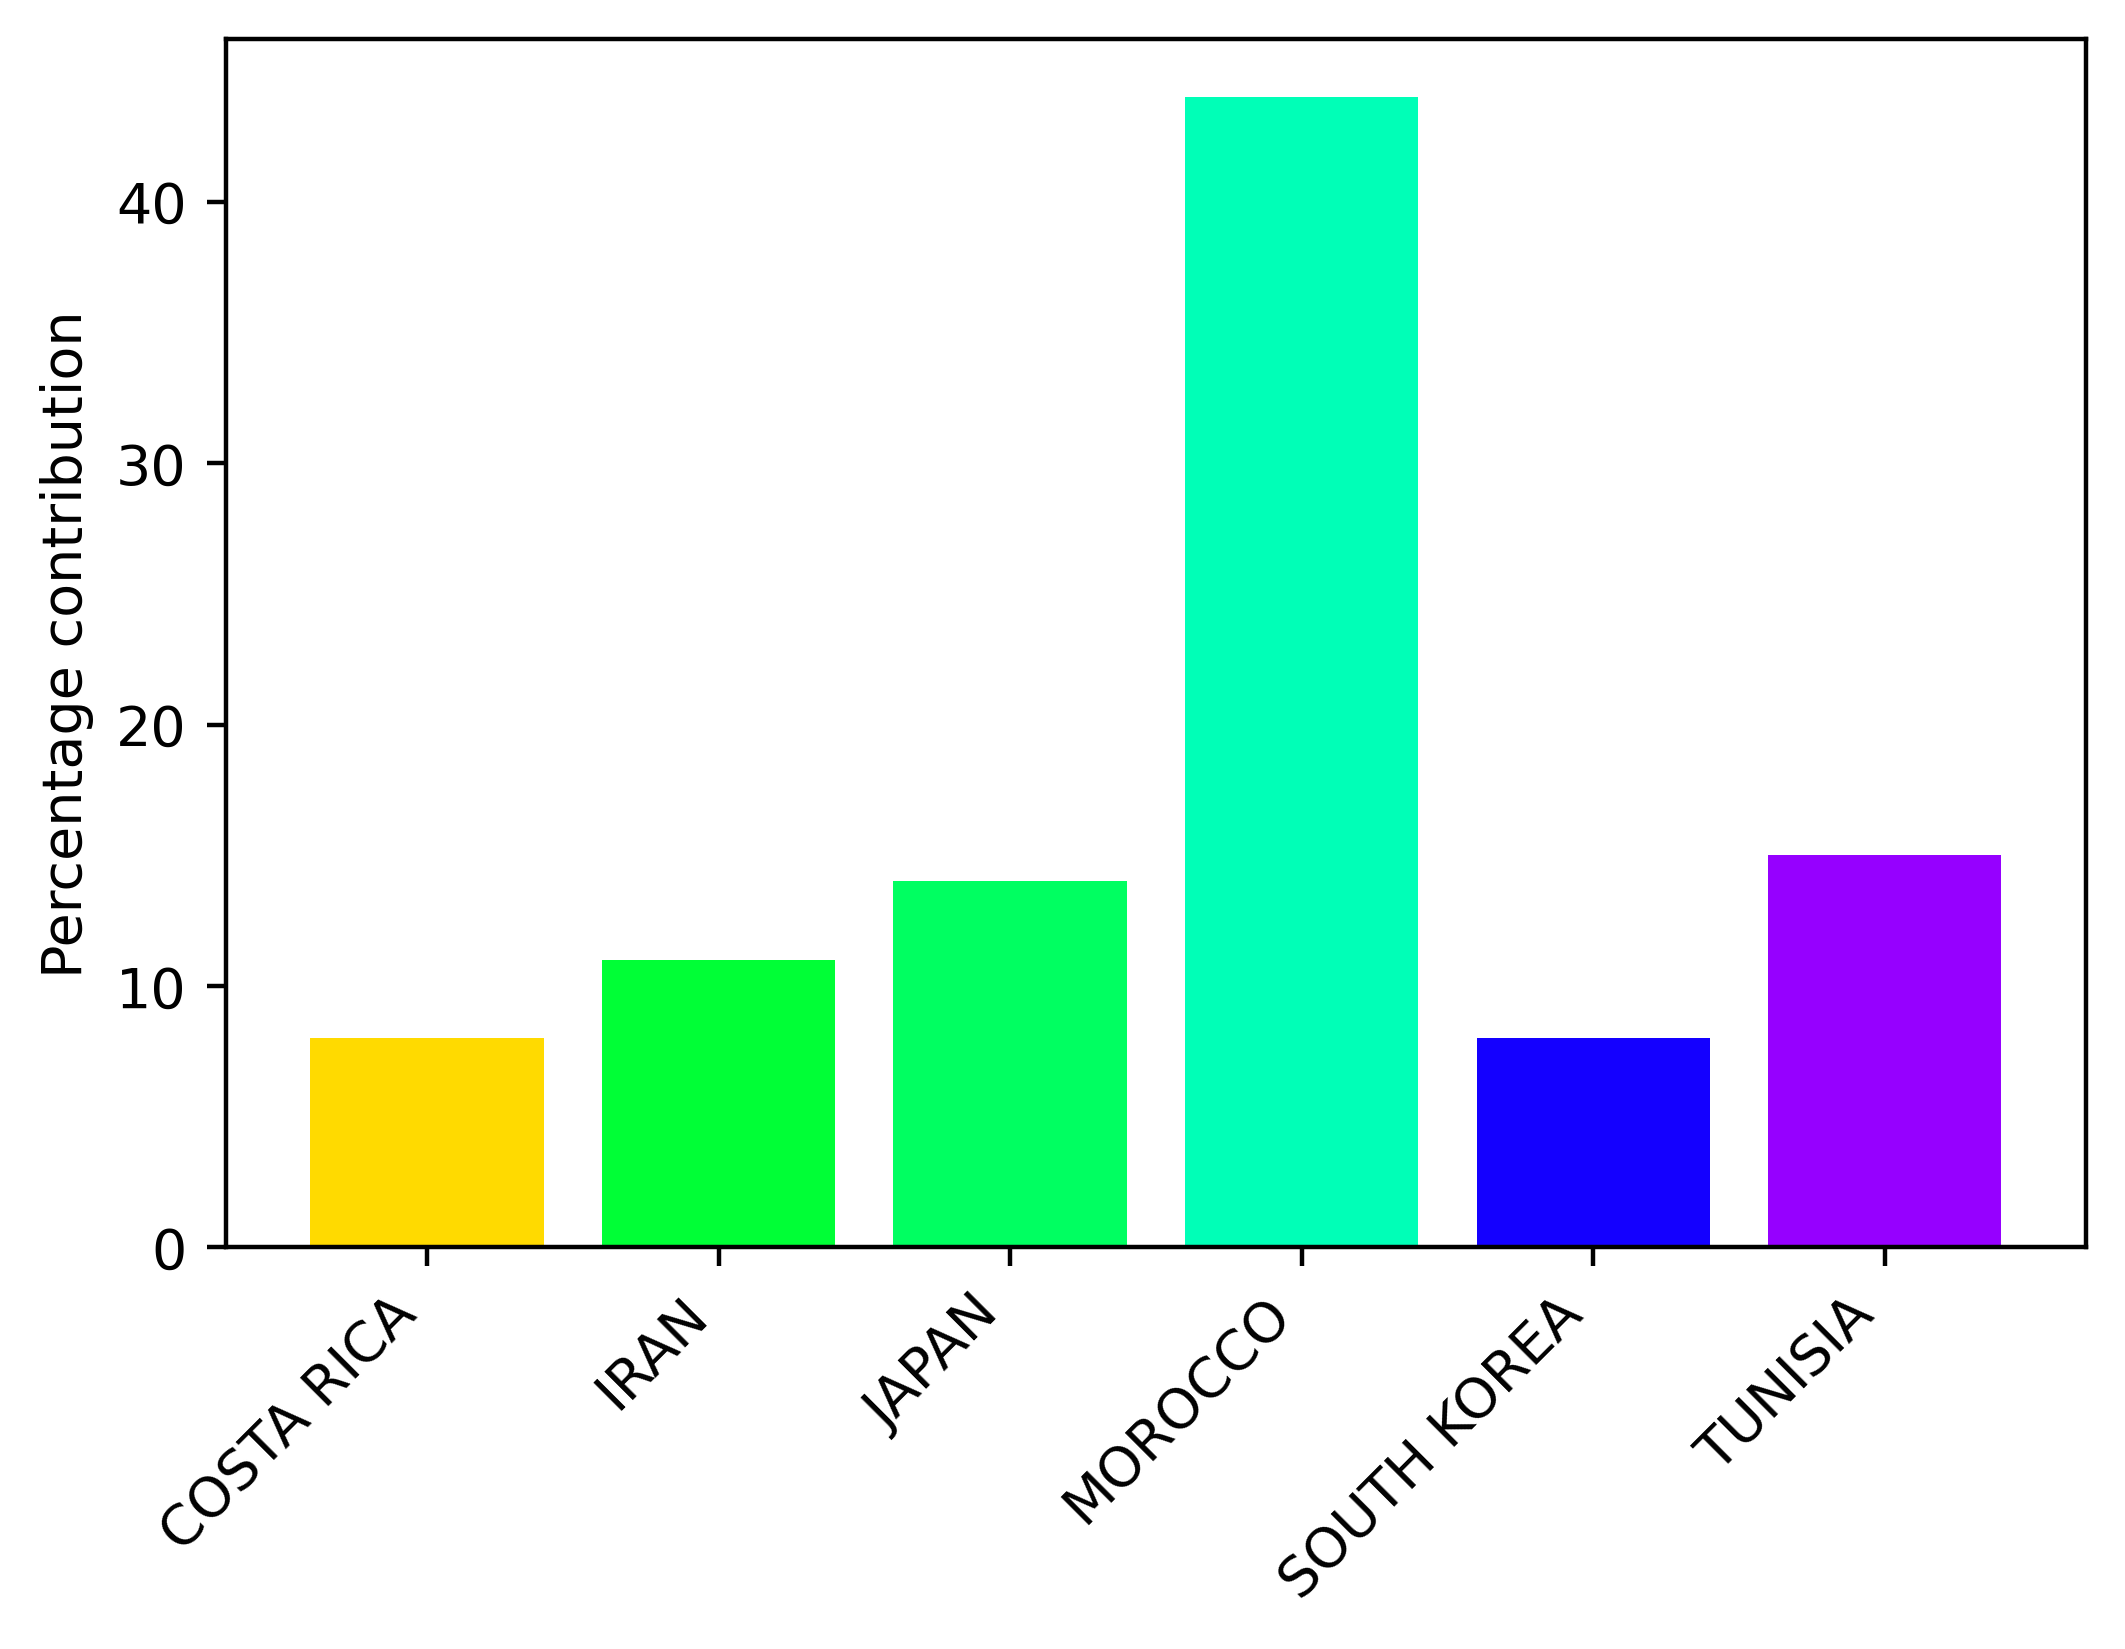 Percentage contribution
40
30
20
10
0
COSTA RICA
IRAN
JAPAN
MOROCCO
SOUTH KOREA
TUNISIA